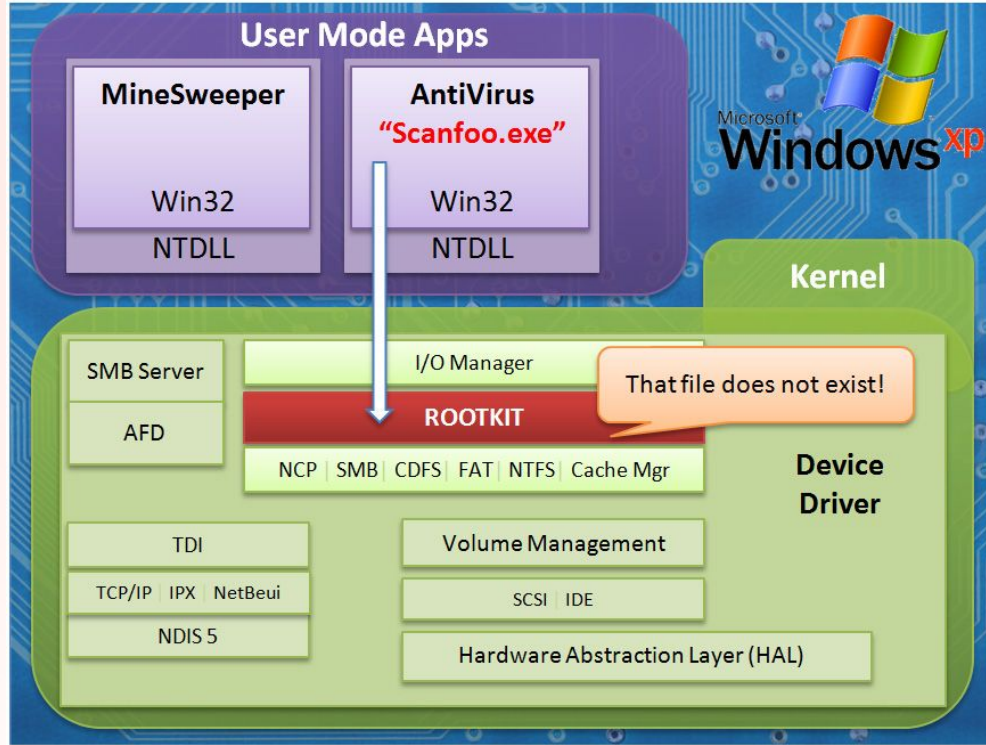 User Mode Apps
MineSweeper
Win32
NTDLL
AntiVirus
“Scanfoo.exe”
Win32
NTDLL
Microsoft
Windows xp
Kernel
SMB Server
AFD
I/O Manager
ROOTKIT
That file does not exist!
NCP | SMB | CDFS | FAT | NTFS | Cache Mgr
Device
Driver
TDI
TCP/IP | IPX | NetBeui
NDIS 5
Volume Management
SCSI | IDE
Hardware Abstraction Layer (HAL)